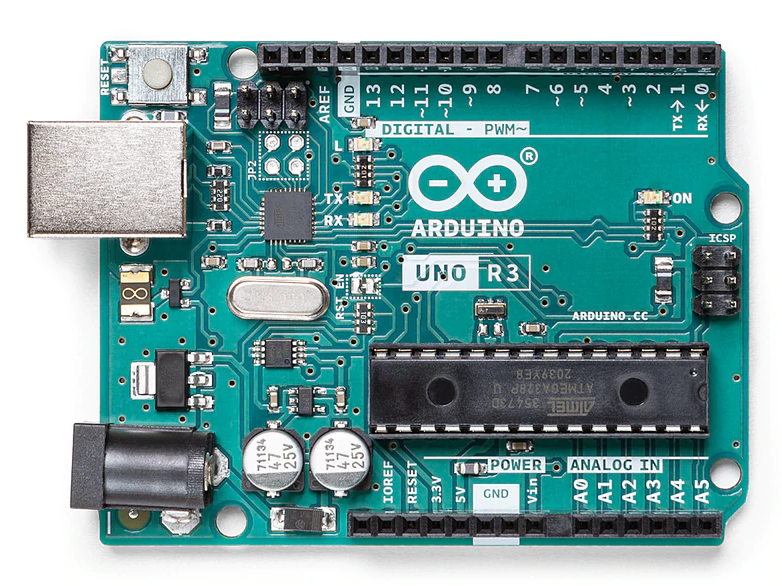 RESET
AREF
GND
13
12
~11
~10
~9
8
7
~6
~5
4
~3
2
TX→1
RX←0
DIGITAL - PWM~
®
L
TX
RX
JP2
ARDUINO
ON
ICSP
UNO R3
RST EN
ARDUINO.CC
ATMEL
ATMEGA328P U
2039YE8
35473D
8
71134
47
25V
71134
47
25V
POWER
ANALOG IN
IOREF
RESET
3.3V
5V
GND
Vin
A0
A1
A2
A3
A4
A5